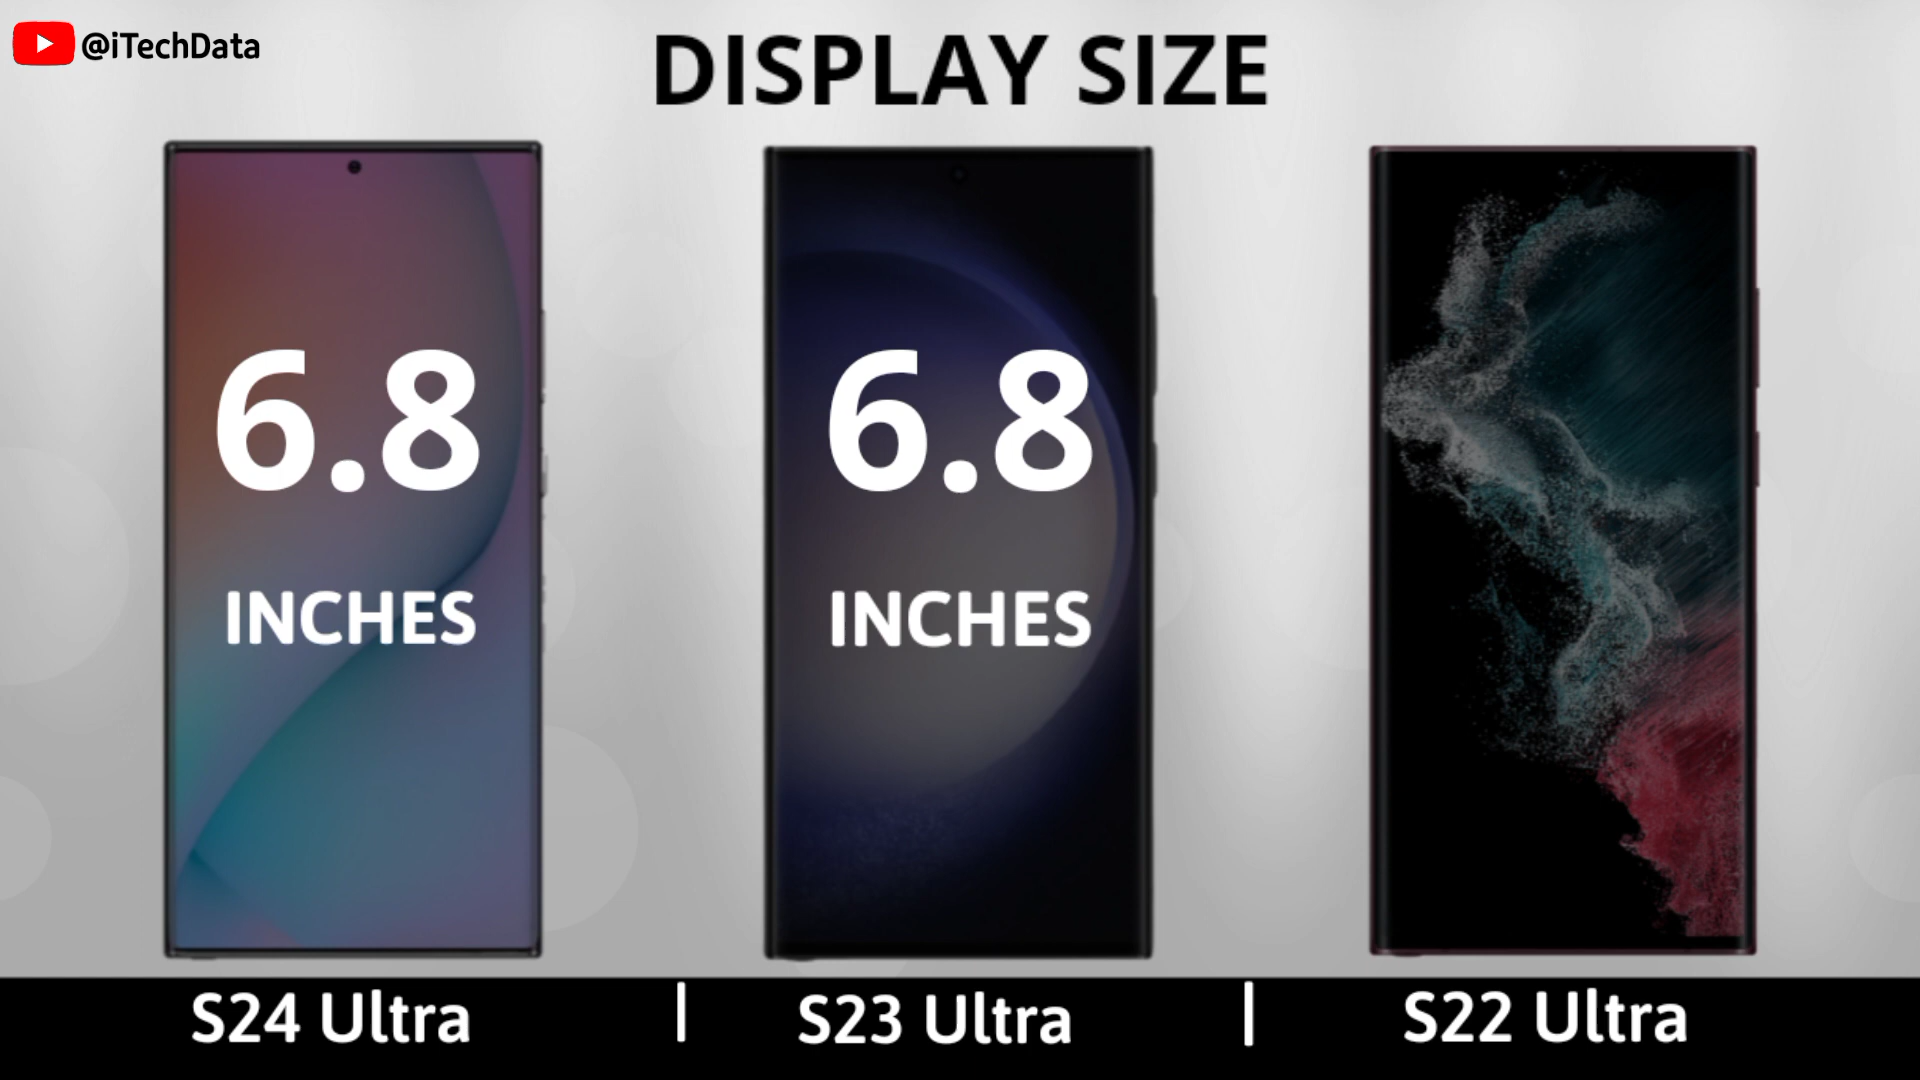 @iTechData
DISPLAY SIZE
6.8
INCHES
6.8
INCHES
S24 Ultra | S23 Ultra | S22 Ultra